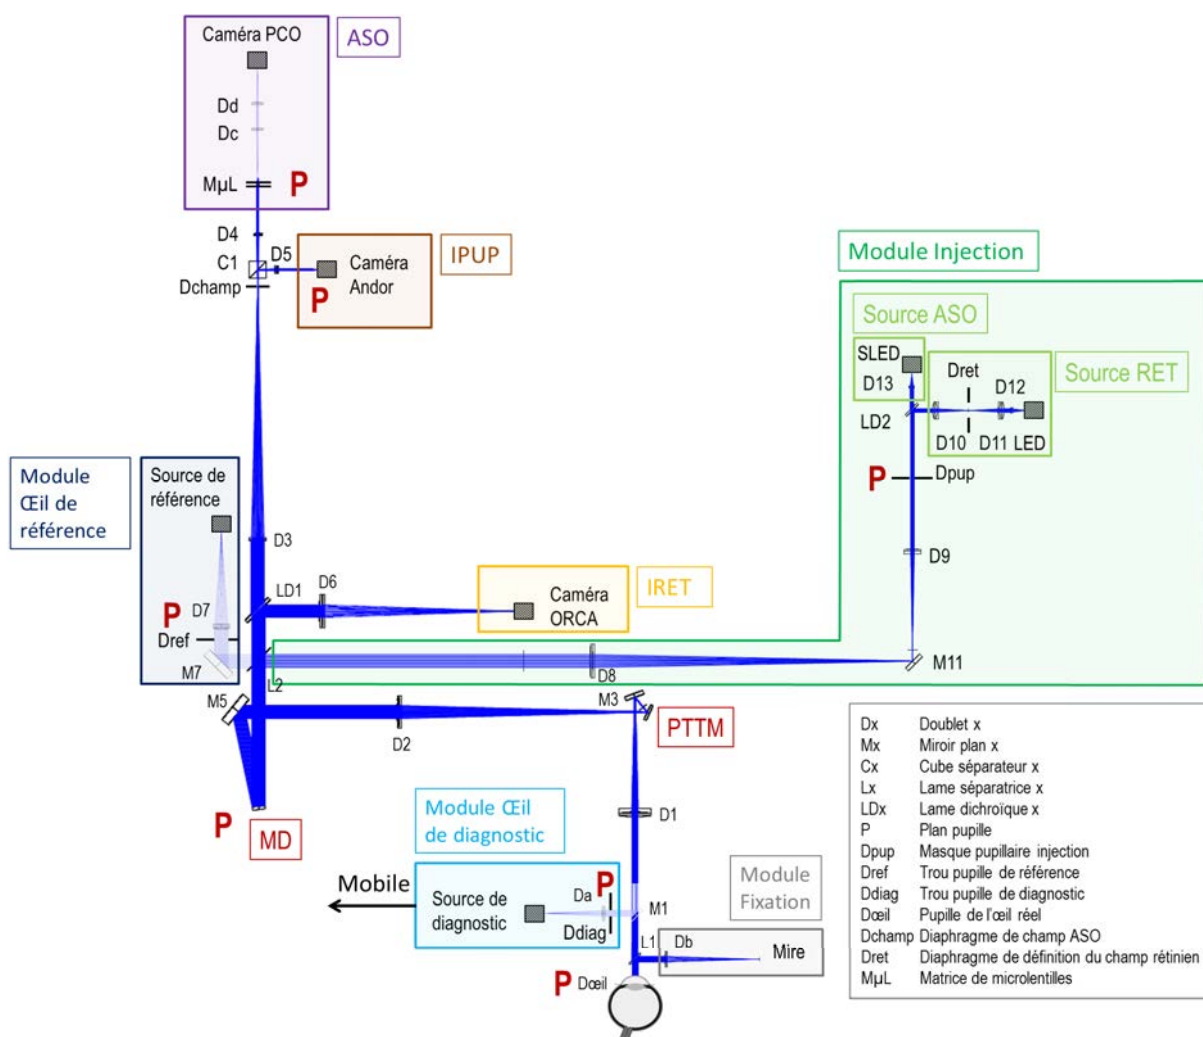 Caméra PCO
ASO
Dd
Dc
MµL
P
D4
C1
D5
Dchamp
IPUP
Caméra
Andor
P
Module Injection
Source ASO
SLED
D13
LD2
Dret
D12
Source RET
D10
D11
LED
P
Dpup
D9
M11
Module
Œil de
référence
Source de
référence
D3
LD1
D6
IRET
Caméra
ORCA
P
D7
Dref
M7
L2
D8
M5
M3
D2
PTTM
P
MD
D1
Module Œil
de diagnostic
Mobile
Source de
diagnostic
Da
P
Ddiag
M1
Module
Fixation
L1
Db
Mire
P
Dœil
Dx Doublet x
Mx Miroir plan x
Cx Cube séparateur x
Lx Lame séparatrice x
LDx Lame dichroïque x
P Plan pupille
Dpup Masque pupillaire injection
Dref Trou pupille de référence
Ddiag Trou pupille de diagnostic
Dœil Pupille de l'œil réel
Dchamp Diaphragme de champ ASO
Dret Diaphragme de définition du champ rétinien
MµL Matrice de microlentilles